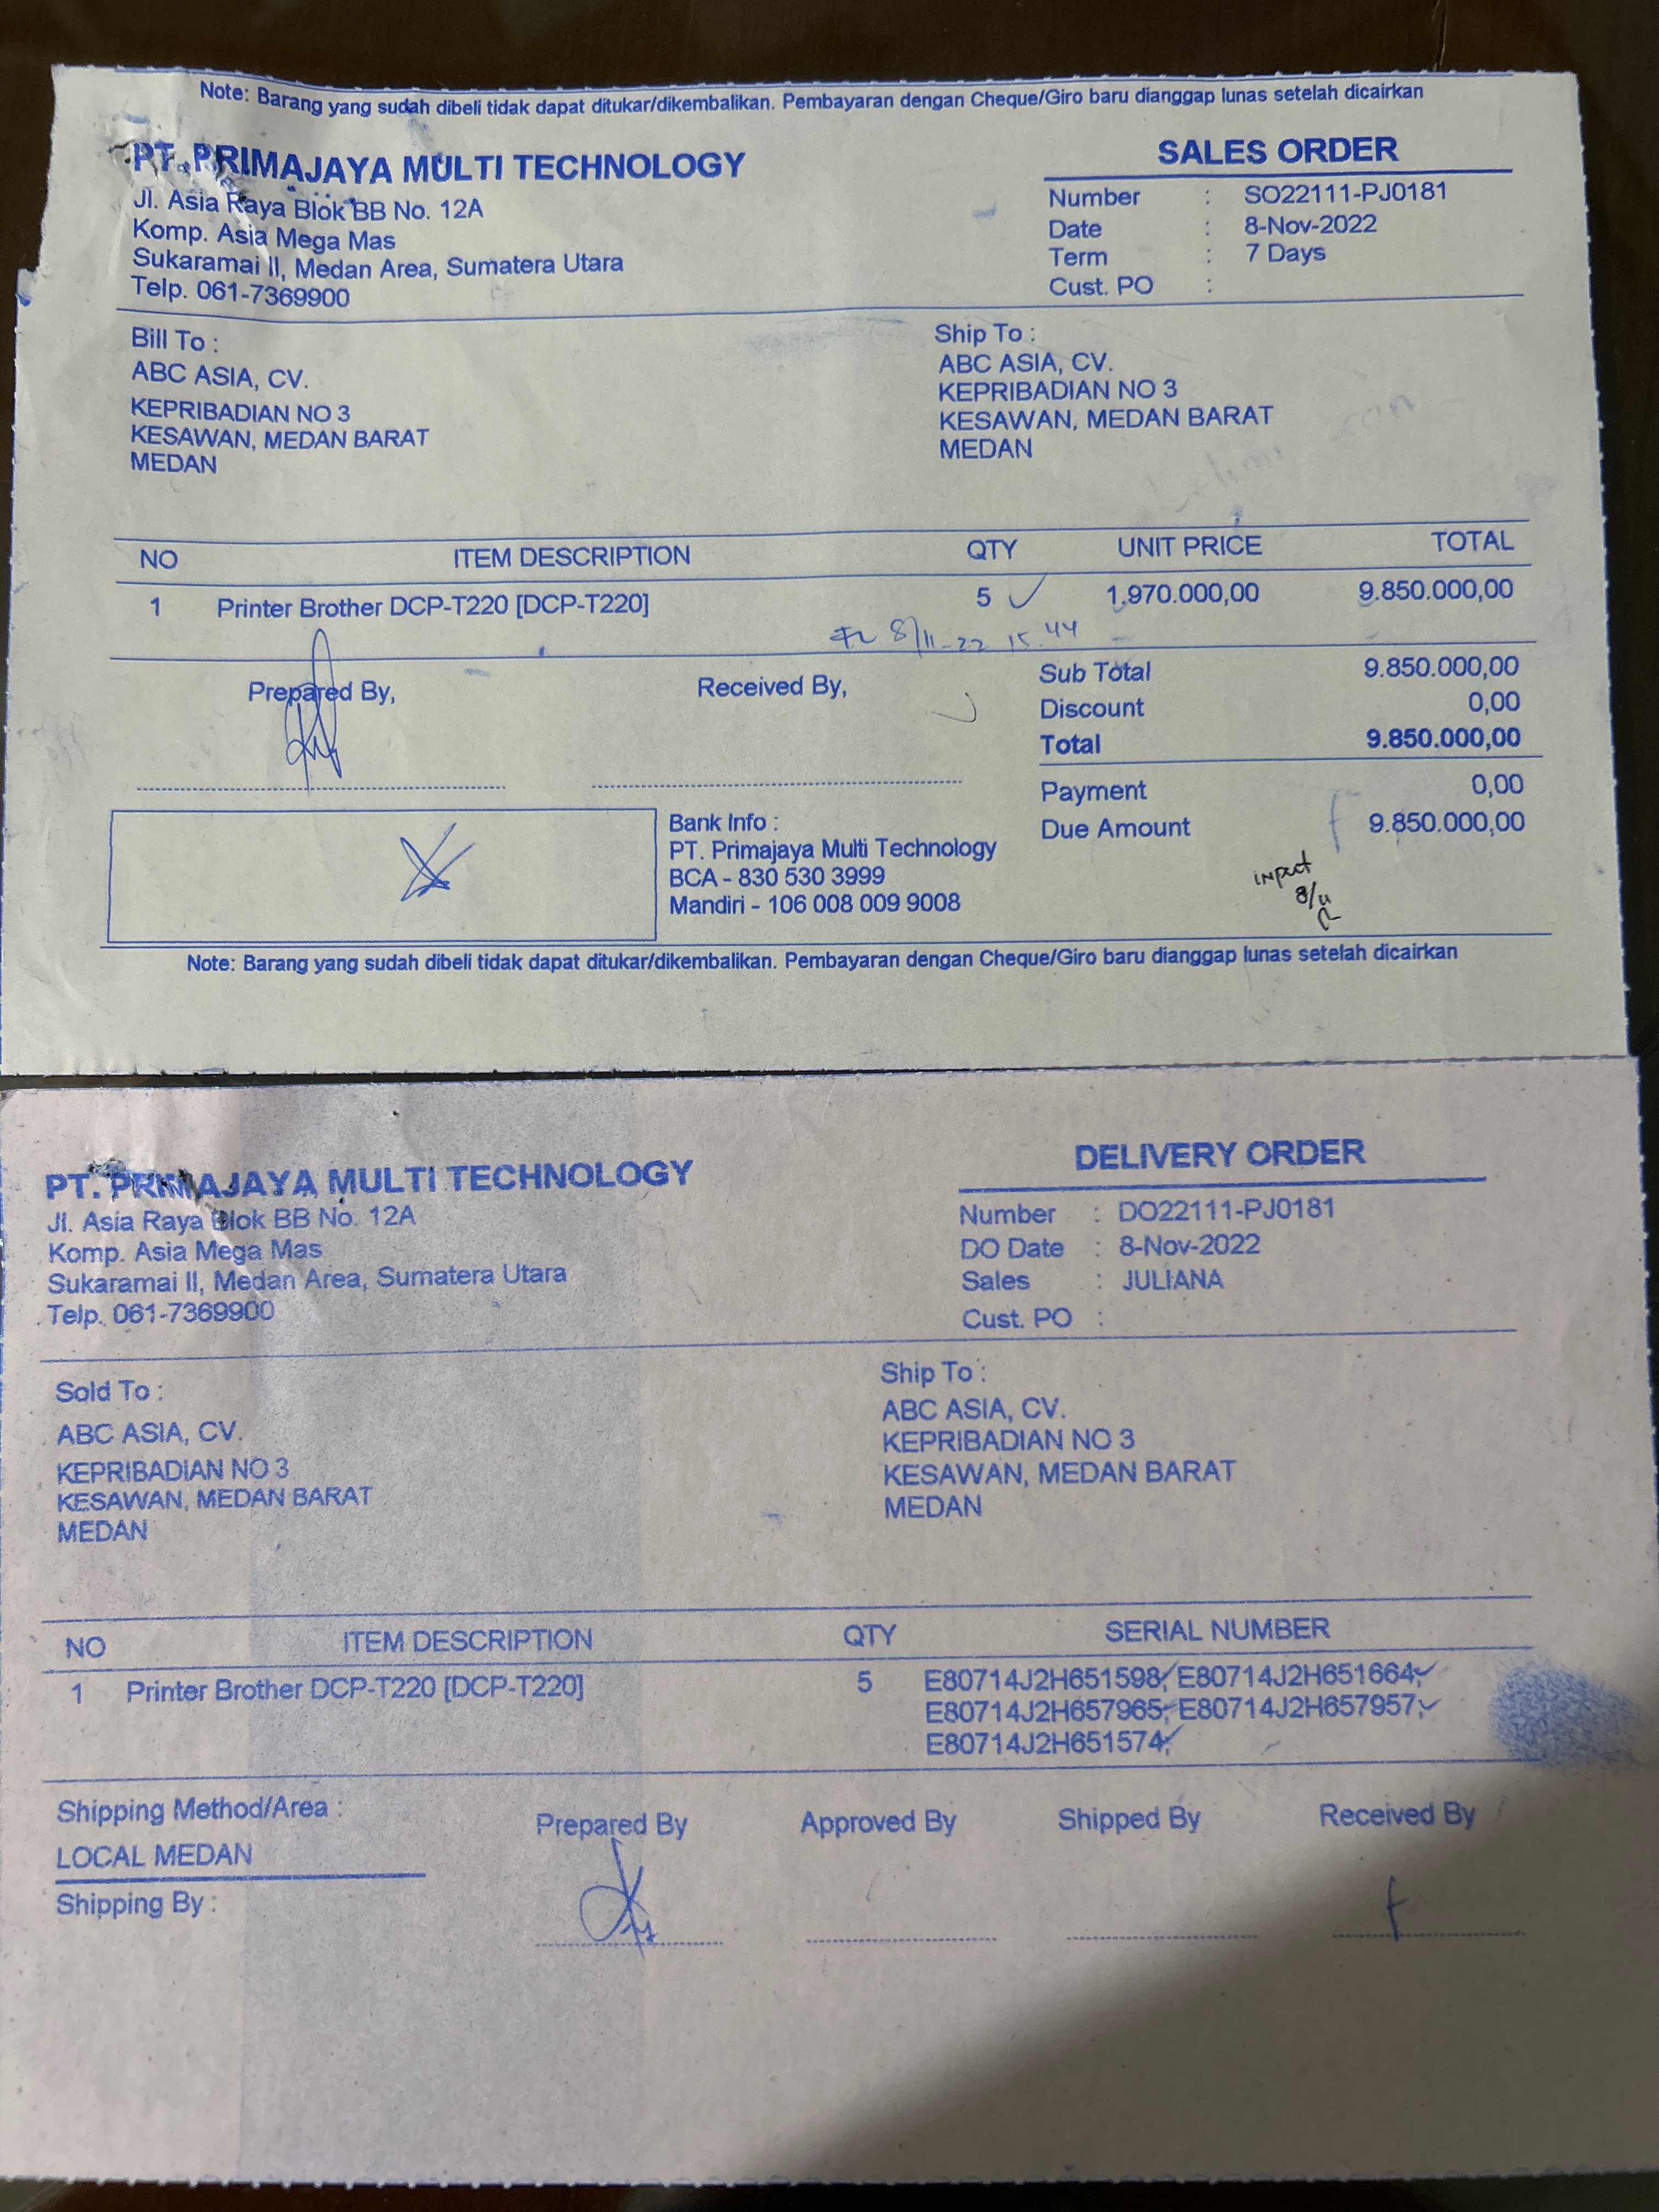 Note: Barang yang sudah dibeli tidak dapat ditukar/dikembalikan. Pembayaran dengan Cheque/Giro baru dianggap lunas setelah dicairkan
PT. PRIMAJAYA MULTI TECHNOLOGY
Jl. Asia Raya Blok BB No. 12A
Komp. Asia Mega Mas
Sukaramai II, Medan Area, Sumatera Utara
Telp. 061-7369900
SALES ORDER
Number : SO22111-PJ0181
Date : 8-Nov-2022
Term : 7 Days
Cust. PO :
Bill To :
ABC ASIA, CV.
KEPRIBADIAN NO 3
KESAWAN, MEDAN BARAT
MEDAN
Ship To :
ABC ASIA, CV.
KEPRIBADIAN NO 3
KESAWAN, MEDAN BARAT
MEDAN
NO ITEM DESCRIPTION QTY UNIT PRICE TOTAL
1 Printer Brother DCP-T220 [DCP-T220] 5 1.970.000,00 9.850.000,00
8/11-22 15.44
Prepared By,
Received By,
Sub Total 9.850.000,00
Discount 0,00
Total 9.850.000,00
Payment 0,00
Due Amount 9.850.000,00
Bank Info :
PT. Primajaya Multi Technology
BCA - 830 530 3999
Mandiri - 106 008 009 9008
input
8/11
Note: Barang yang sudah dibeli tidak dapat ditukar/dikembalikan. Pembayaran dengan Cheque/Giro baru dianggap lunas setelah dicairkan
PT. PRIMAJAYA MULTI TECHNOLOGY
Jl. Asia Raya Blok BB No. 12A
Komp. Asia Mega Mas
Sukaramai II, Medan Area, Sumatera Utara
Telp. 061-7369900
DELIVERY ORDER
Number : DO22111-PJ0181
DO Date : 8-Nov-2022
Sales : JULIANA
Cust. PO :
Sold To :
ABC ASIA, CV.
KEPRIBADIAN NO 3
KESAWAN, MEDAN BARAT
MEDAN
Ship To :
ABC ASIA, CV.
KEPRIBADIAN NO 3
KESAWAN, MEDAN BARAT
MEDAN
NO ITEM DESCRIPTION QTY SERIAL NUMBER
1 Printer Brother DCP-T220 [DCP-T220] 5 E80714J2H651598, E80714J2H651664,
E80714J2H657965, E80714J2H657957,
E80714J2H651574,
Shipping Method/Area :
LOCAL MEDAN
Shipping By :
Prepared By
Approved By
Shipped By
Received By